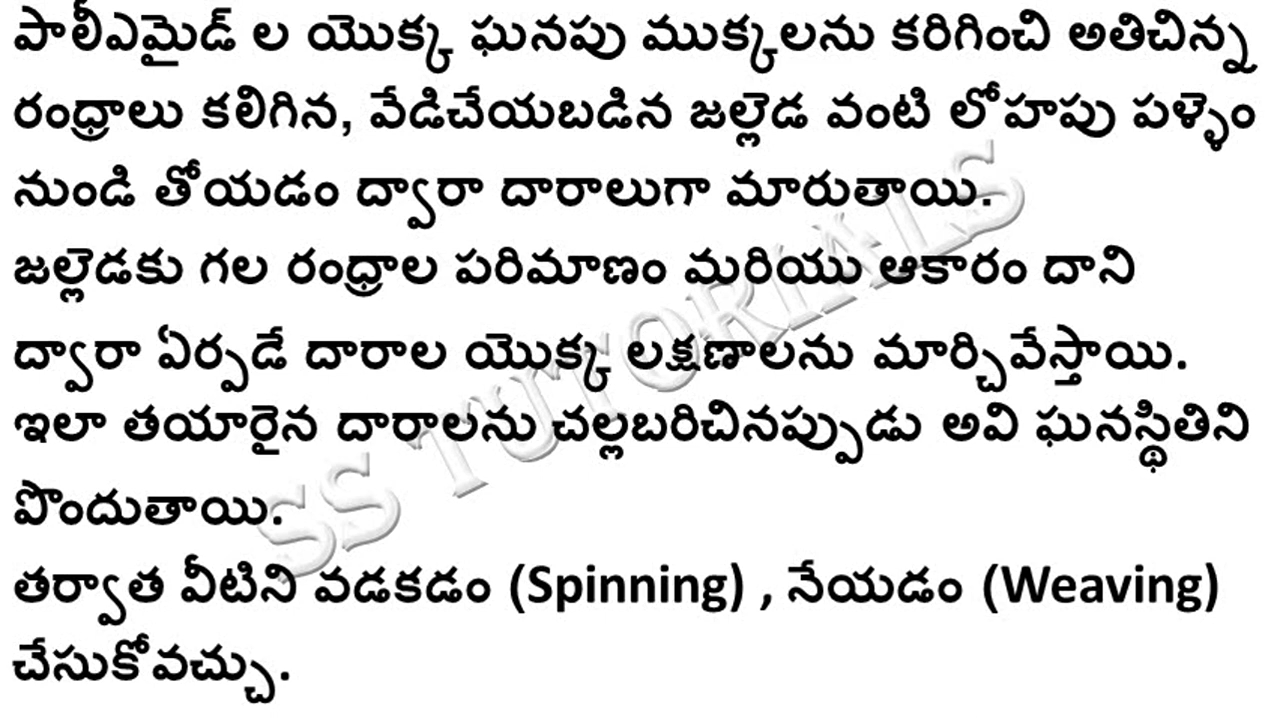 పాలీఎమైడ్ ల యొక్క ఘనపు ముక్కలను కరిగించి అతిచిన్న
రంధ్రాలు కలిగిన, వేడిచేయబడిన జల్లెడ వంటి లోహపు పళ్ళెం
నుండి తోయడం ద్వారా దారాలుగా మారుతాయి.
జల్లెడకు గల రంధ్రాల పరిమాణం మరియు ఆకారం దాని
ద్వారా ఏర్పడే దారాల యొక్క లక్షణాలను మార్చివేస్తాయి.
ఇలా తయారైన దారాలను చల్లబరిచినప్పుడు అవి ఘనస్థితిని
పొందుతాయి.
తర్వాత వీటిని వడకడం (Spinning) , నేయడం (Weaving)
చేసుకోవచ్చు.
SS TUTORIALS